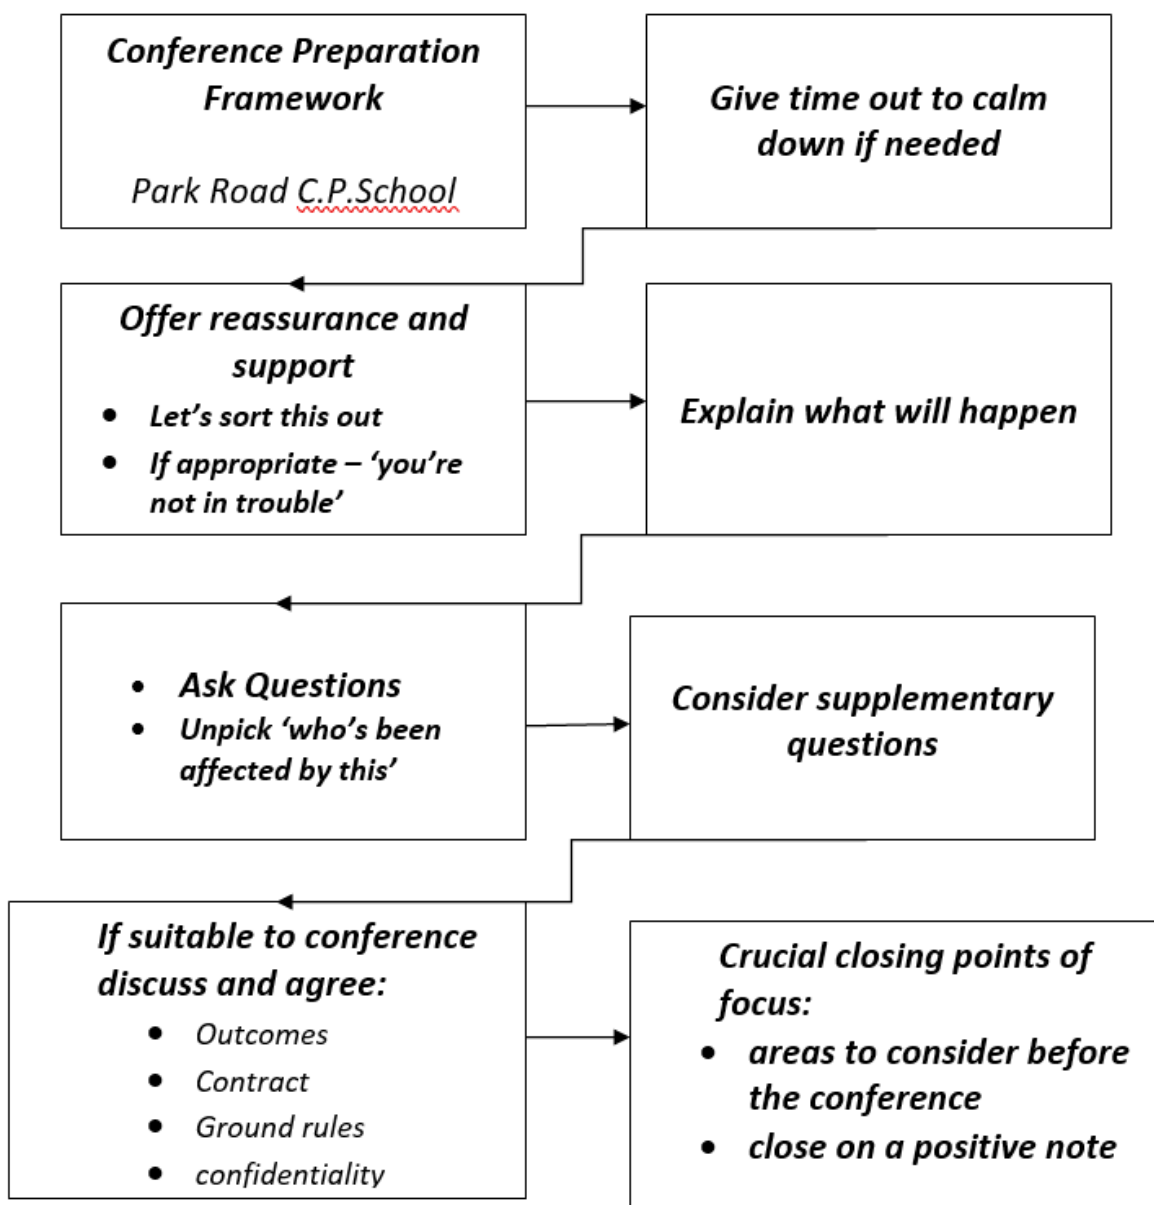 Conference Preparation
Framework
Park Road C.P.School
Give time out to calm
down if needed
Offer reassurance and
support
• Let’s sort this out
• If appropriate – ‘you’re
not in trouble’
Explain what will happen
• Ask Questions
• Unpick ‘who’s been
affected by this’
Consider supplementary
questions
If suitable to conference
discuss and agree:
• Outcomes
• Contract
• Ground rules
• confidentiality
Crucial closing points of
focus:
• areas to consider before
the conference
• close on a positive note